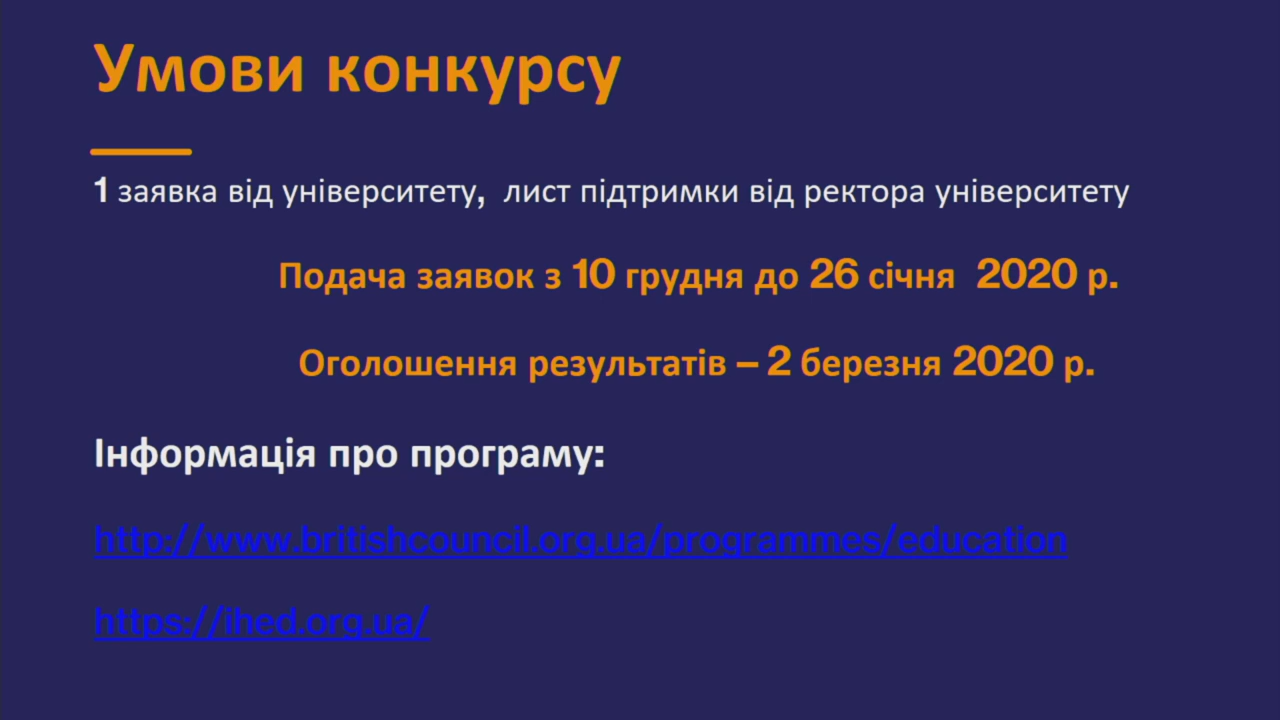 Умови конкурсу
1 заявка від університету, лист підтримки від ректора університету
Подача заявок з 10 грудня до 26 січня 2020 р.
Оголошення результатів – 2 березня 2020 р.
Інформація про програму:
http://www.britishcouncil.org.ua/programmes/education
https://ihed.org.ua/